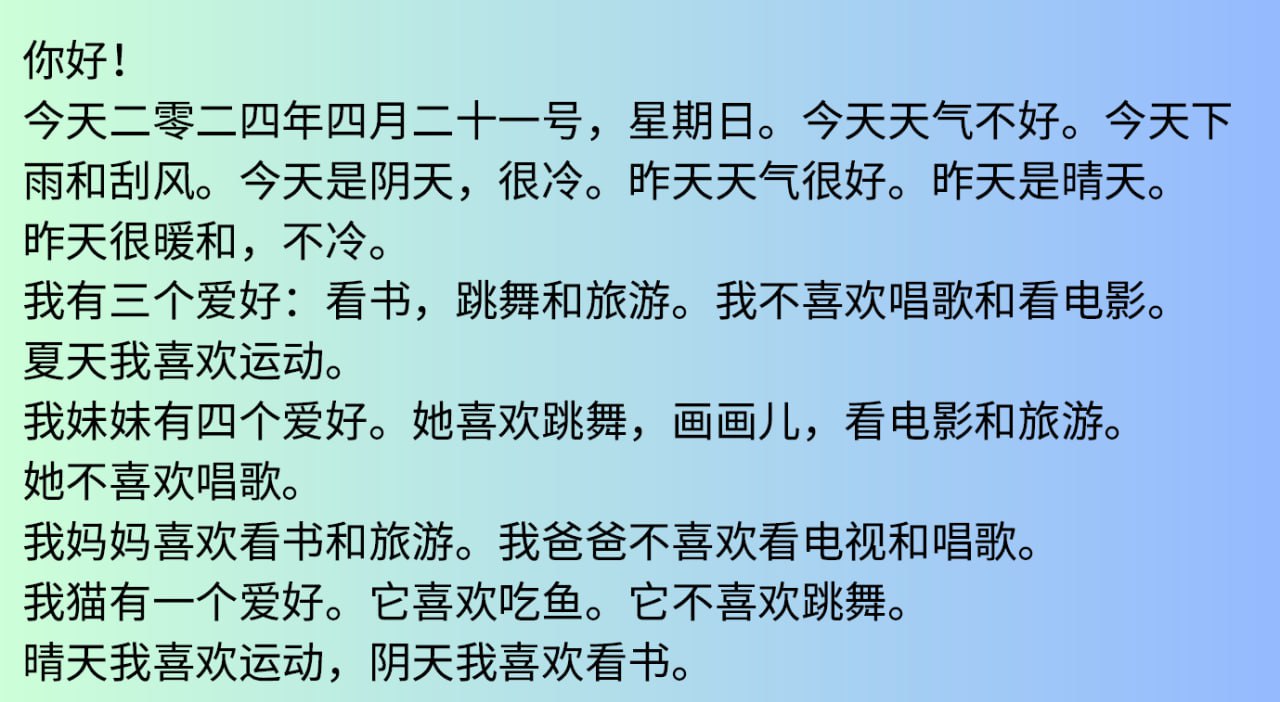 你好！
今天二零二四年四月二十一号，星期日。今天天气不好。今天下
雨和刮风。今天是阴天，很冷。昨天天气很好。昨天是晴天。
昨天很暖和，不冷。
我有三个爱好：看书，跳舞和旅游。我不喜欢唱歌和看电影。
夏天我喜欢运动。
我妹妹有四个爱好。她喜欢跳舞，画画儿，看电影和旅游。
她不喜欢唱歌。
我妈妈喜欢看书和旅游。我爸爸不喜欢看电视和唱歌。
我猫有一个爱好。它喜欢吃鱼。它不喜欢跳舞。
晴天我喜欢运动，阴天我喜欢看书。